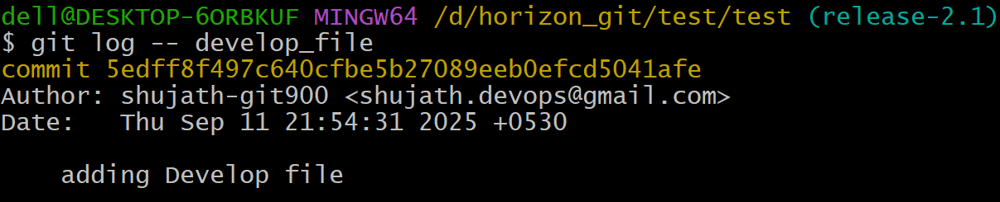 dell@DESKTOP-6ORBKUF MINGW64 /d/horizon_git/test/test (release-2.1)
$ git log -- develop_file
commit 5edff8f497c640cfbe5b27089eeb0efcd5041afe
Author: shujath-git900 <shujath.devops@gmail.com>
Date:   Thu Sep 11 21:54:31 2025 +0530
adding Develop file